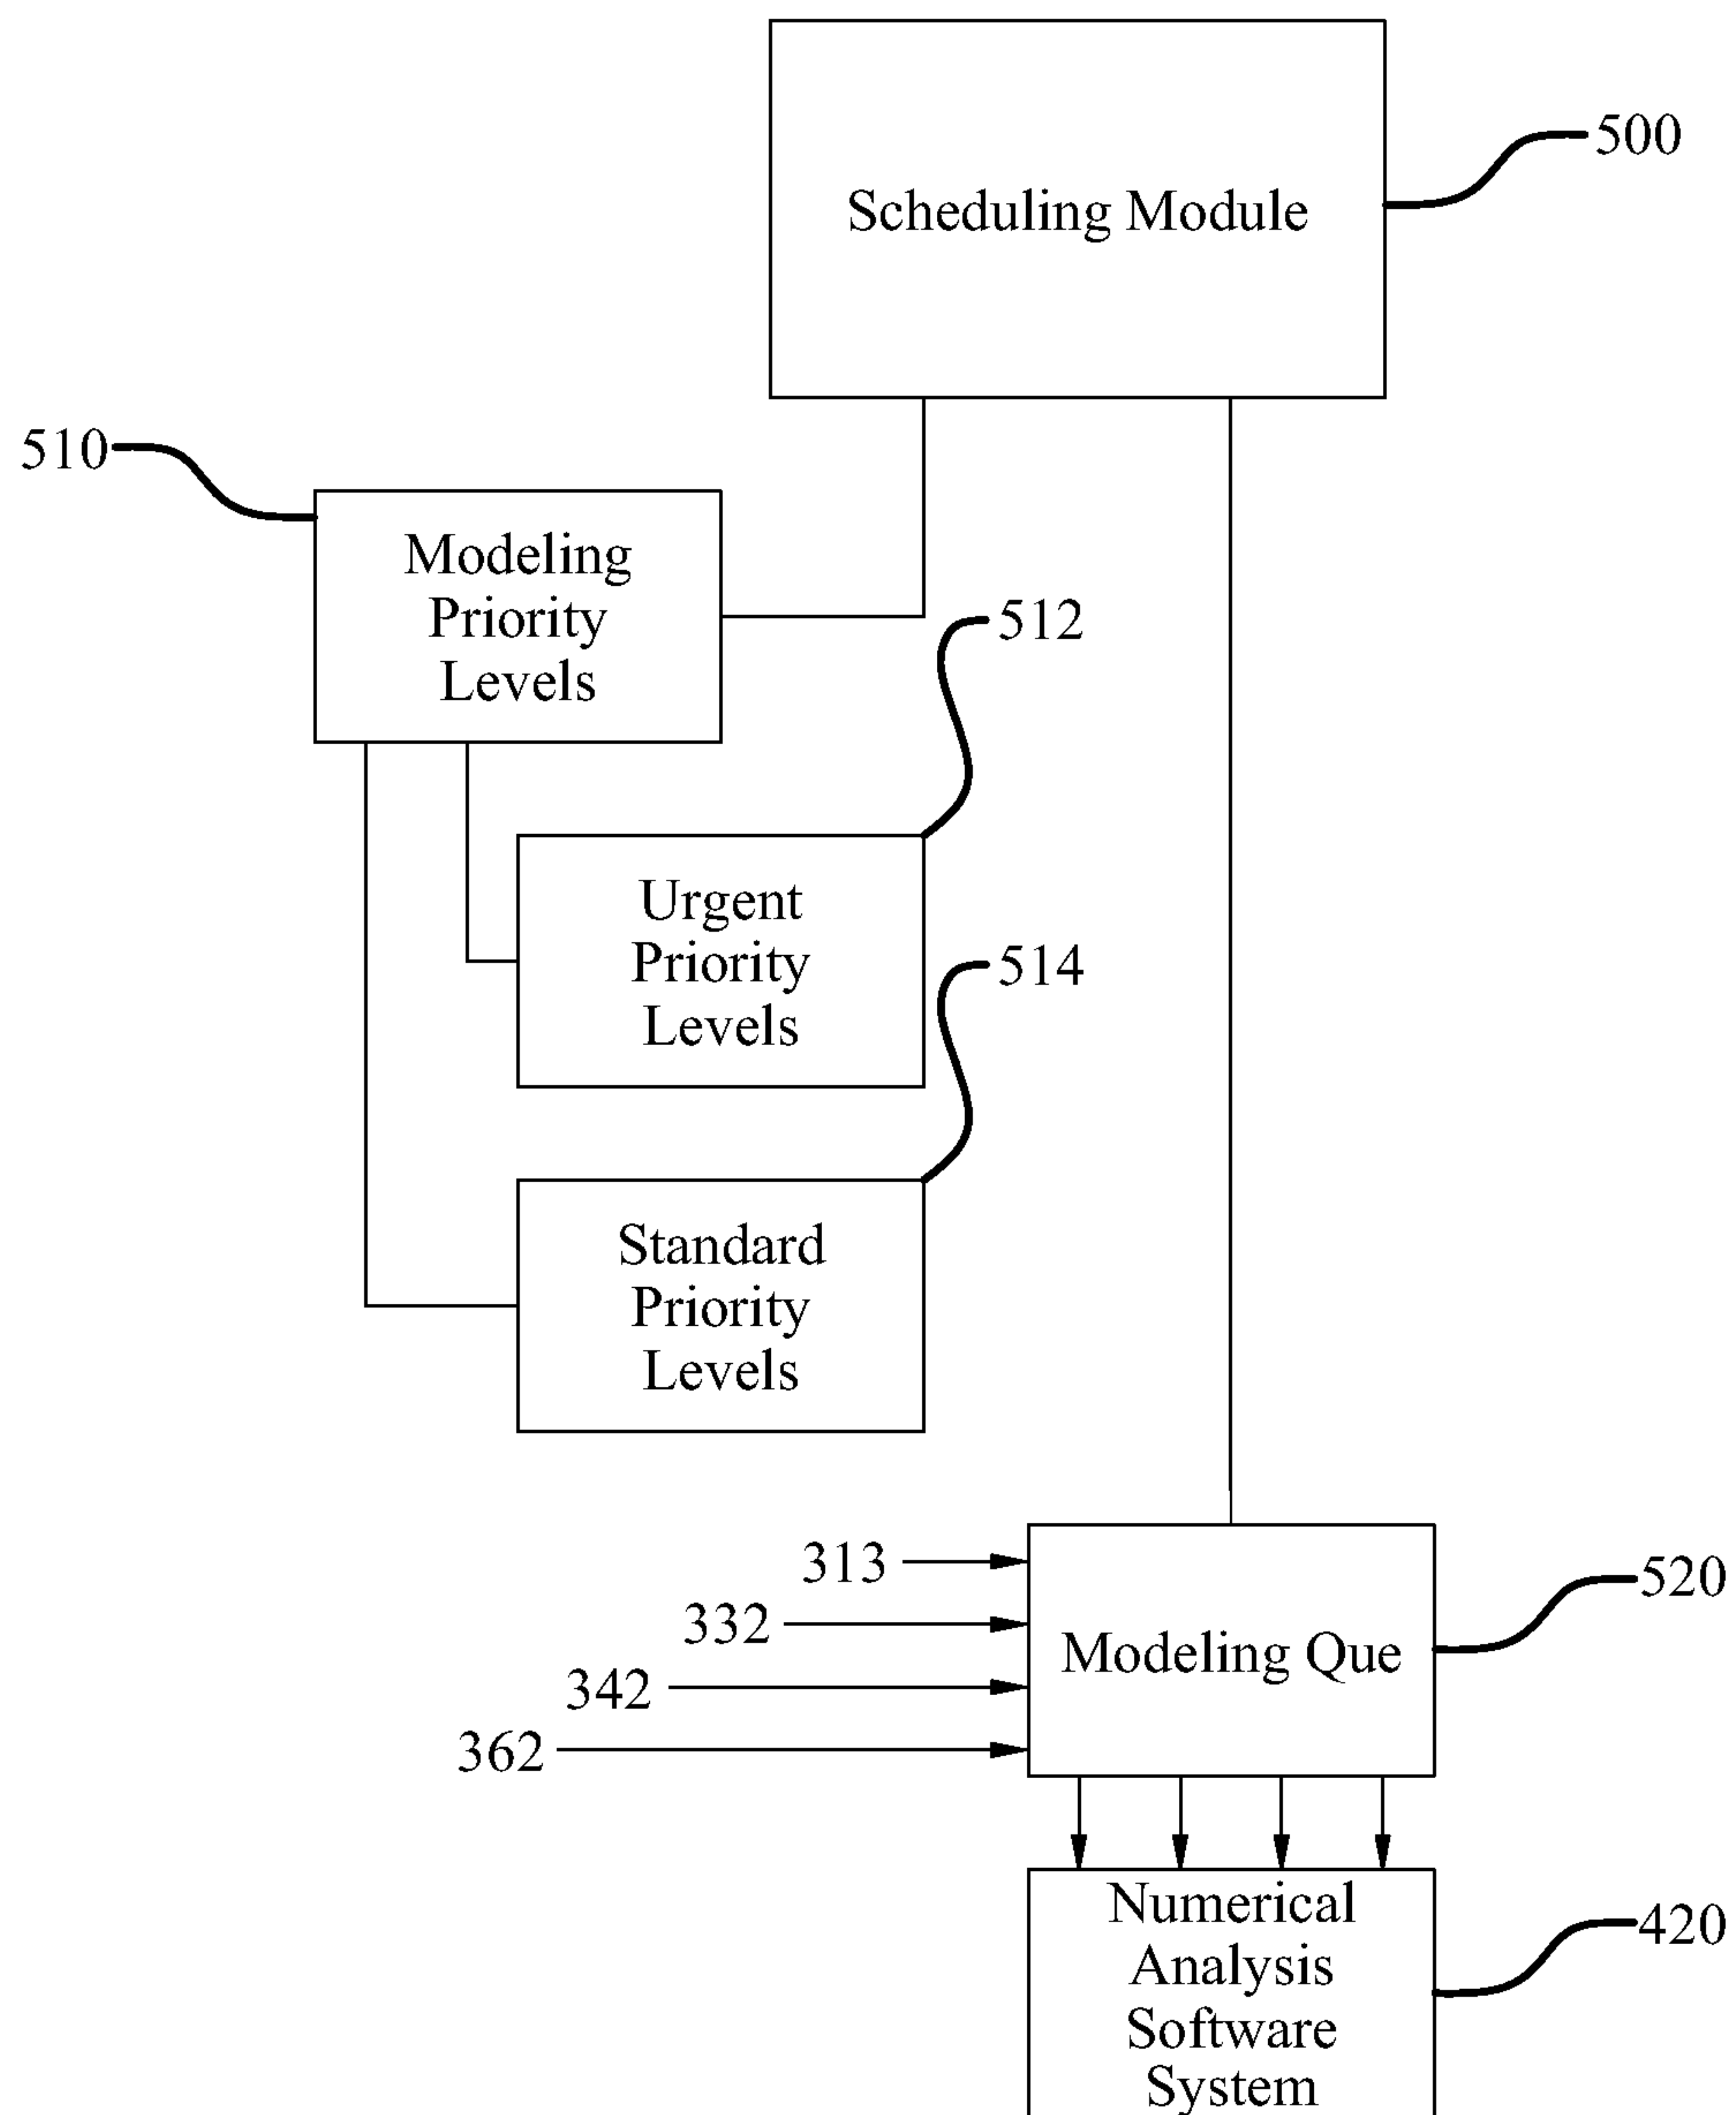 500
Scheduling Module
510
Modeling
Priority
Levels
512
Urgent
Priority
Levels
514
Standard
Priority
Levels
313
332
342
362
Modeling Que
520
Numerical
Analysis
Software
System
420